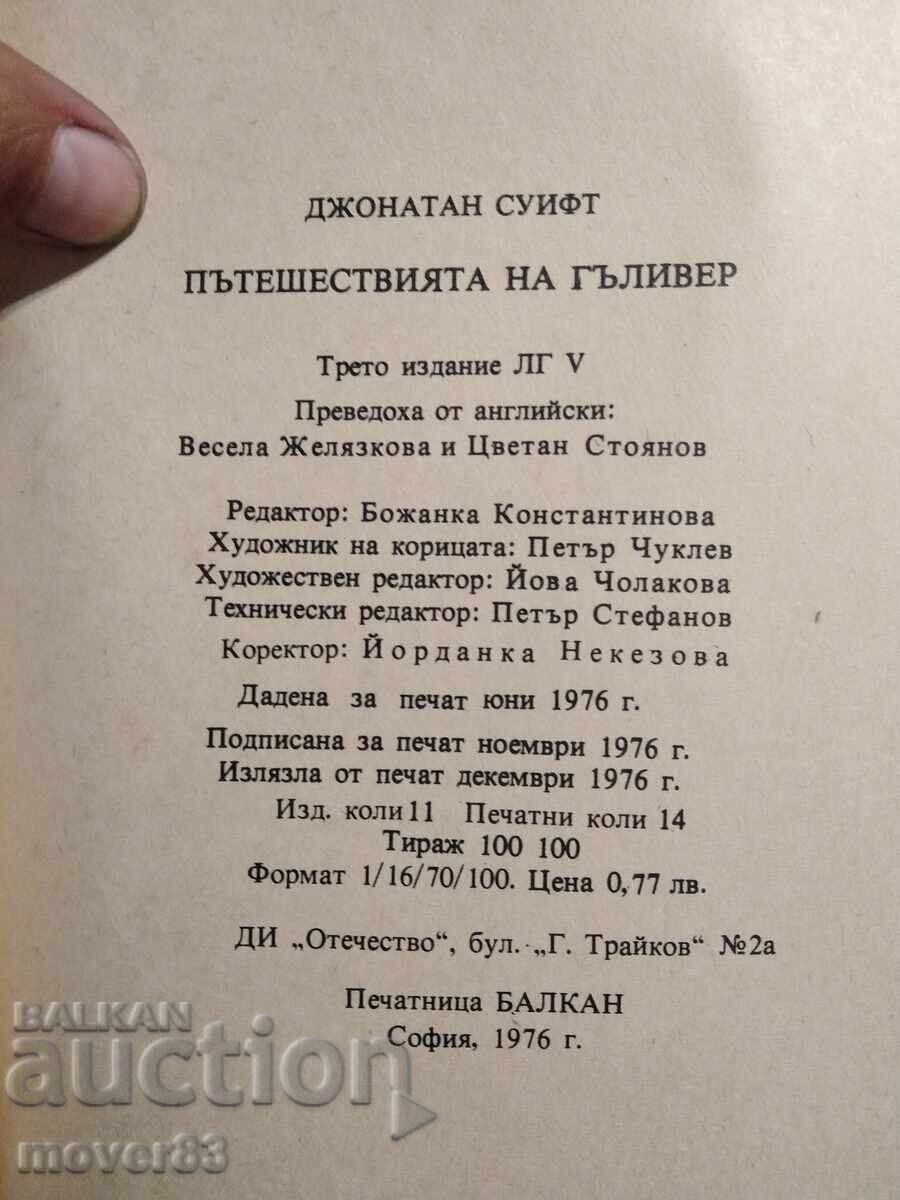 ДЖОНАТАН СУИФТ
ПЪТЕШЕСТВИЯТА НА ГЪЛИВЕР
Трето издание ЛГ V
Преведоха от английски:
Весела Желязкова и Цветан Стоянов
Редактор: Божанка Константинова
Художник на корицата: Петър Чуклев
Художествен редактор: Йова Чолакова
Технически редактор: Петър Стефанов
Коректор: Йорданка Некезова
Дадена за печат юни 1976 г.
Подписана за печат ноември 1976 г.
Излязла от печат декември 1976 г.
Изд. коли 11 Печатни коли 14
Тираж 100 100
Формат 1/16/70/100. Цена 0,77 лв.
ДИ „Отечество“, бул. „Г. Трайков“ №2а
Печатница БАЛКАН
София, 1976 г.
BALKAN
auction
mover83